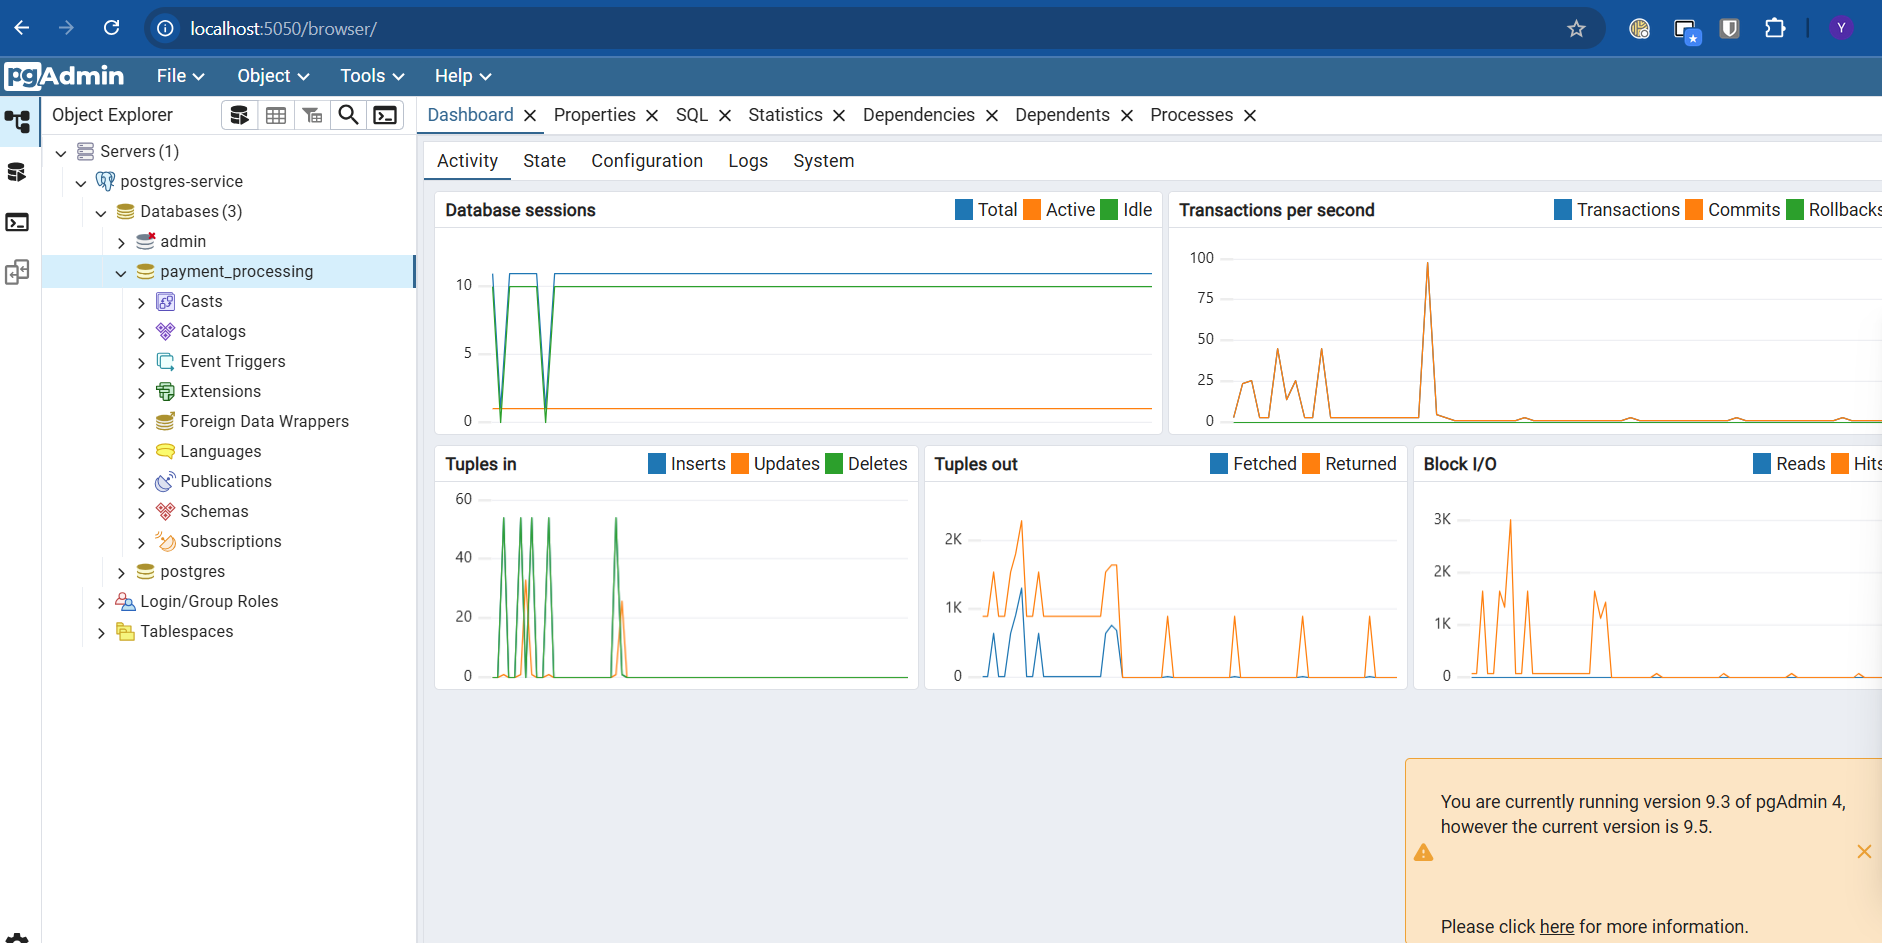 localhost:5050/browser/
Y
pgAdmin File Object Tools Help
Object Explorer
Dashboard Properties SQL Statistics Dependencies Dependents Processes
Servers (1)
postgres-service
Databases (3)
admin
payment_processing
Casts
Catalogs
Event Triggers
Extensions
Foreign Data Wrappers
Languages
Publications
Schemas
Subscriptions
postgres
Login/Group Roles
Tablespaces
Activity State Configuration Logs System
Database sessions Total Active Idle
10
5
0
Transactions per second Transactions Commits Rollbacks
100
75
50
25
0
Tuples in Inserts Updates Deletes
60
40
20
0
Tuples out Fetched Returned
2K
1K
0
Block I/O Reads Hits
3K
2K
1K
0
You are currently running version 9.3 of pgAdmin 4,
however the current version is 9.5.
Please click here for more information.